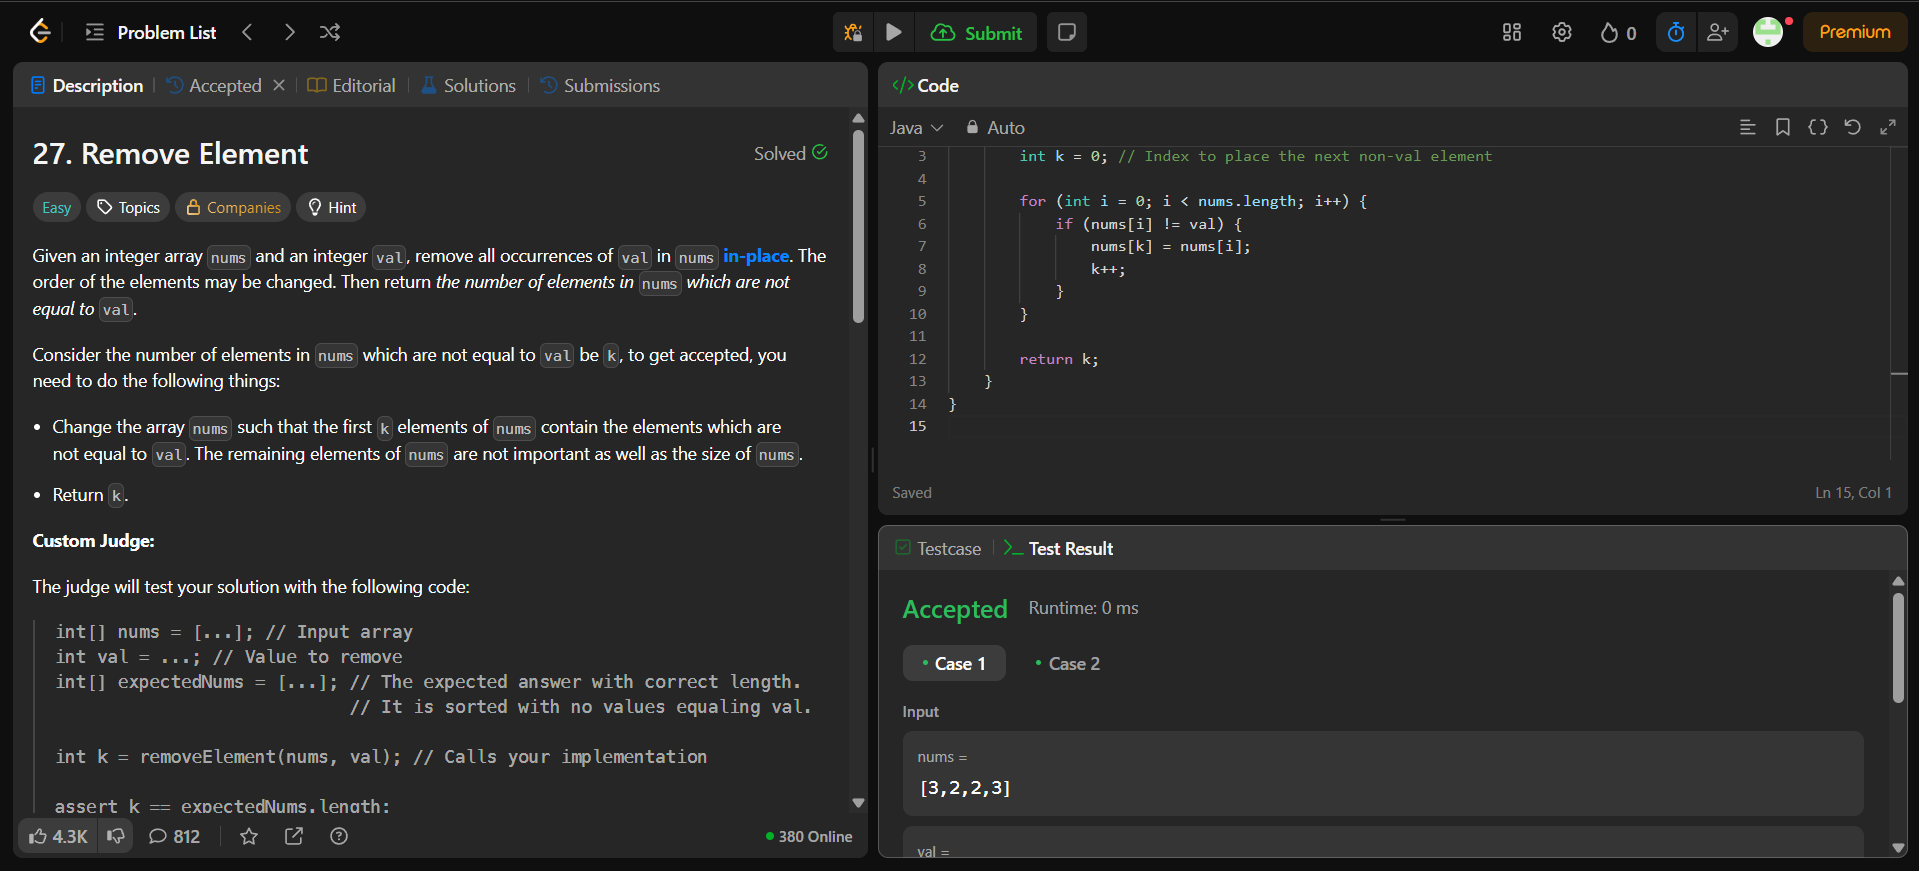 Problem List
Submit
0
Premium
Description
Accepted
Editorial
Solutions
Submissions
27. Remove Element
Solved
Easy
Topics
Companies
Hint
Given an integer array nums and an integer val, remove all occurrences of val in nums in-place. The
order of the elements may be changed. Then return the number of elements in nums which are not
equal to val.
Consider the number of elements in nums which are not equal to val be k, to get accepted, you
need to do the following things:
• Change the array nums such that the first k elements of nums contain the elements which are
not equal to val. The remaining elements of nums are not important as well as the size of nums.
• Return k.
Custom Judge:
The judge will test your solution with the following code:
int[] nums = [...]; // Input array
int val = ...; // Value to remove
int[] expectedNums = [...]; // The expected answer with correct length.
// It is sorted with no values equaling val.
int k = removeElement(nums, val); // Calls your implementation
assert k == expectedNums.length;
4.3K
812
380 Online
</> Code
Java
Auto
3 int k = 0; // Index to place the next non-val element
4
5 for (int i = 0; i < nums.length; i++) {
6 if (nums[i] != val) {
7 nums[k] = nums[i];
8 k++;
9 }
10 }
11
12 return k;
13 }
14 }
15
Saved
Ln 15, Col 1
Testcase
Test Result
Accepted
Runtime: 0 ms
• Case 1
• Case 2
Input
nums =
[3,2,2,3]
val =